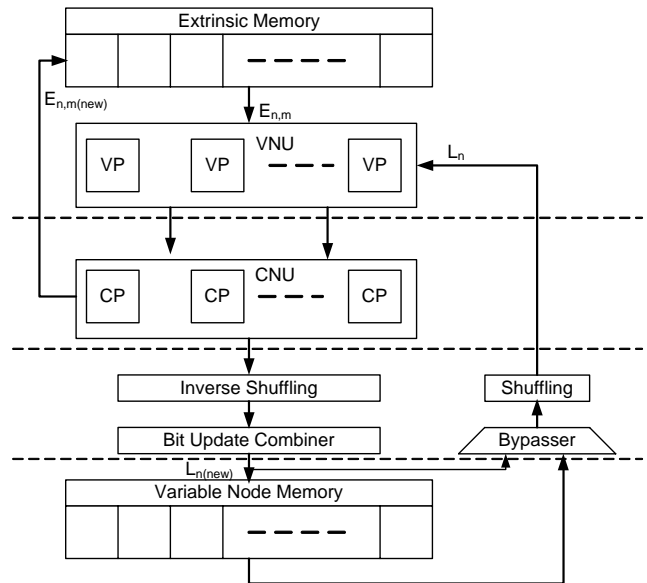 Extrinsic Memory
E_{n,m(new)}
E_{n,m}
VNU
VP VP VP
L_n
CNU
CP CP CP
Inverse Shuffling
Shuffling
Bit Update Combiner
Bypasser
L_{n(new)}
Variable Node Memory